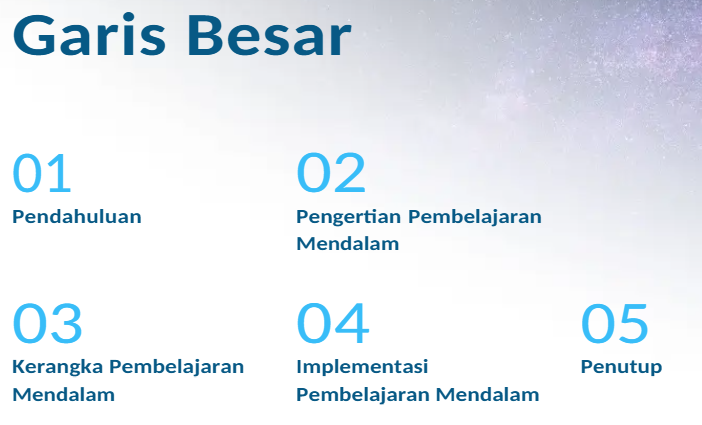 Garis Besar
01
Pendahuluan
02
Pengertian Pembelajaran
Mendalam
03
Kerangka Pembelajaran
Mendalam
04
Implementasi
Pembelajaran Mendalam
05
Penutup